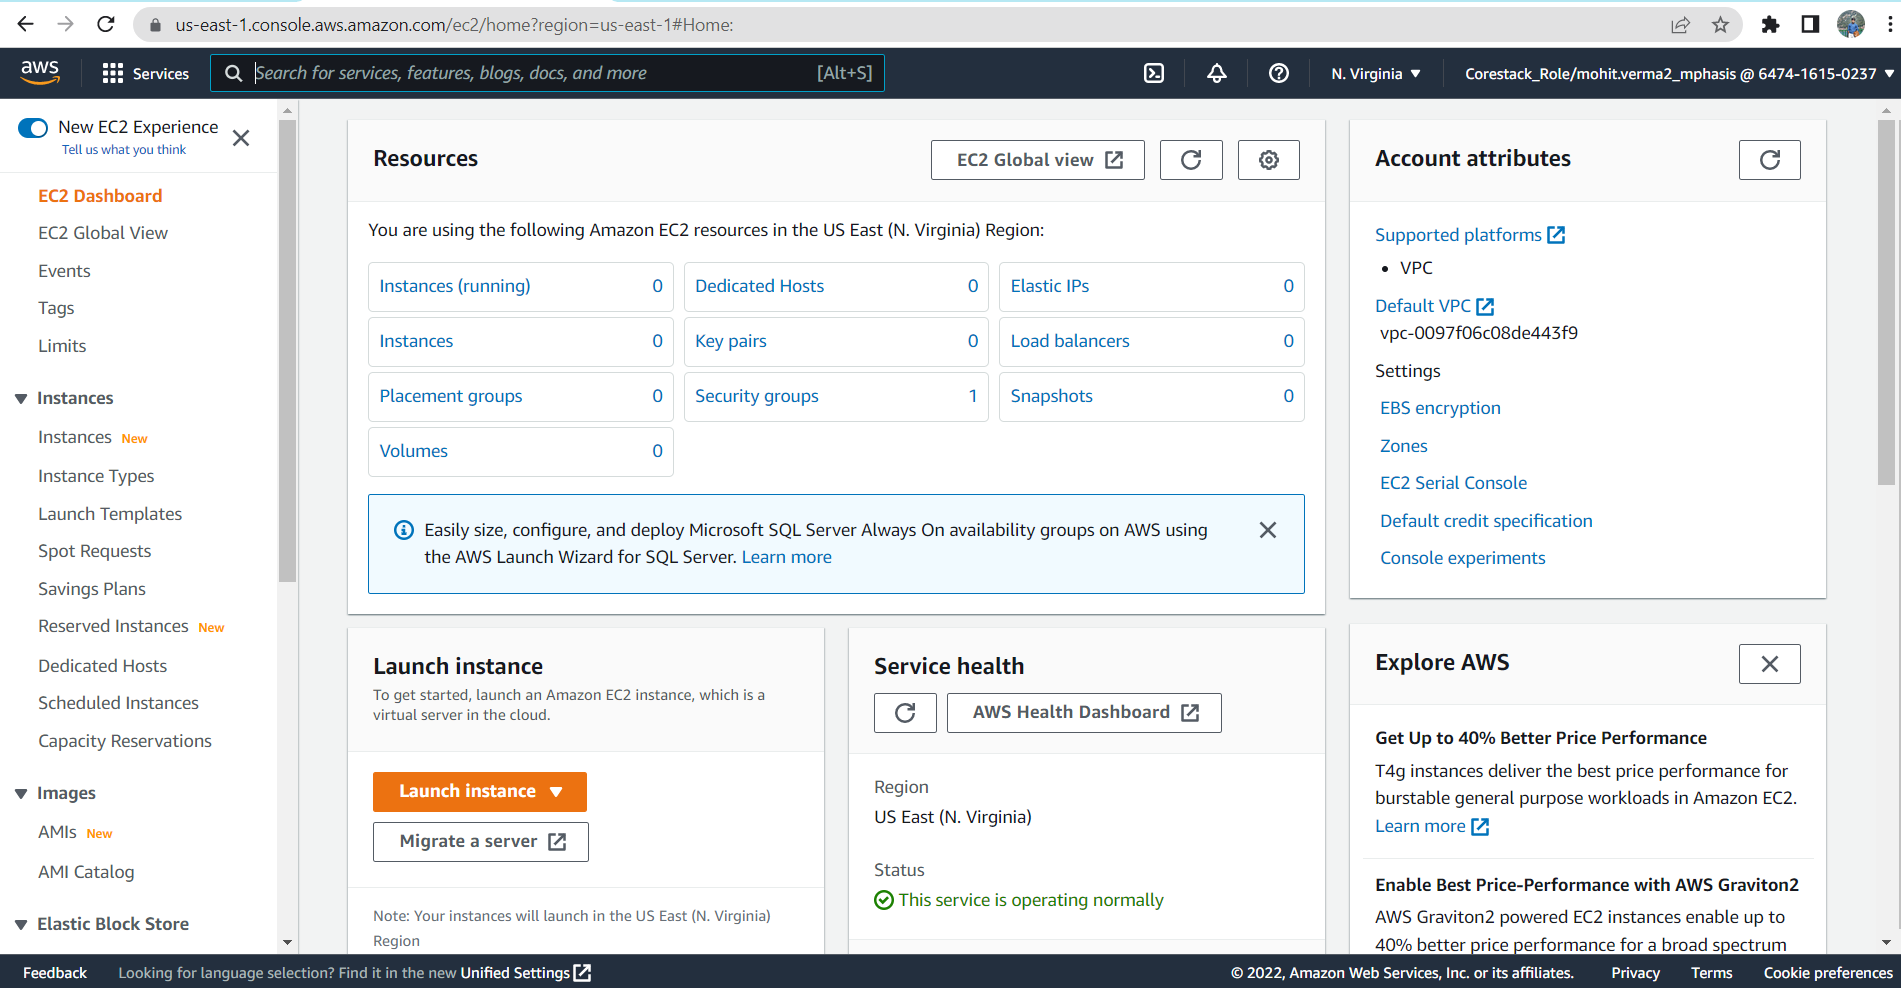 us-east-1.console.aws.amazon.com/ec2/home?region=us-east-1#Home:
aws
Services
Search for services, features, blogs, docs, and more
[Alt+S]
N. Virginia
Corestack_Role/mohit.verma2_mphasis @ 6474-1615-0237
New EC2 Experience
Tell us what you think
EC2 Dashboard
EC2 Global View
Events
Tags
Limits
Instances
Instances New
Instance Types
Launch Templates
Spot Requests
Savings Plans
Reserved Instances New
Dedicated Hosts
Scheduled Instances
Capacity Reservations
Images
AMIs New
AMI Catalog
Elastic Block Store
Resources
EC2 Global view
You are using the following Amazon EC2 resources in the US East (N. Virginia) Region:
Instances (running) 0
Dedicated Hosts 0
Elastic IPs 0
Instances 0
Key pairs 0
Load balancers 0
Placement groups 0
Security groups 1
Snapshots 0
Volumes 0
Easily size, configure, and deploy Microsoft SQL Server Always On availability groups on AWS using
the AWS Launch Wizard for SQL Server. Learn more
Launch instance
To get started, launch an Amazon EC2 instance, which is a
virtual server in the cloud.
Launch instance
Migrate a server
Note: Your instances will launch in the US East (N. Virginia)
Region
Service health
AWS Health Dashboard
Region
US East (N. Virginia)
Status
This service is operating normally
Account attributes
Supported platforms
• VPC
Default VPC
vpc-0097f06c08de443f9
Settings
EBS encryption
Zones
EC2 Serial Console
Default credit specification
Console experiments
Explore AWS
Get Up to 40% Better Price Performance
T4g instances deliver the best price performance for
burstable general purpose workloads in Amazon EC2.
Learn more
Enable Best Price-Performance with AWS Graviton2
AWS Graviton2 powered EC2 instances enable up to
40% better price performance for a broad spectrum
Feedback
Looking for language selection? Find it in the new Unified Settings
© 2022, Amazon Web Services, Inc. or its affiliates.
Privacy
Terms
Cookie preferences